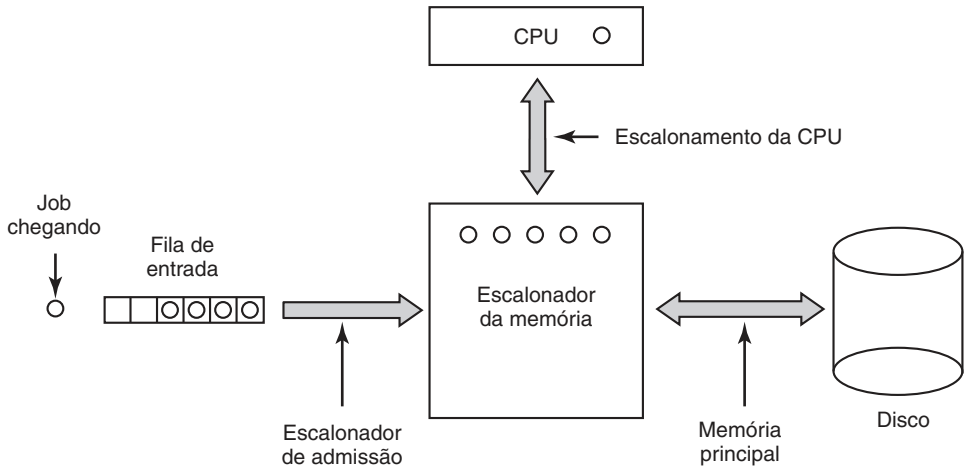 CPU
Escalonamento da CPU
Job
chegando
Fila de
entrada
Escalonador
da memória
Escalonador
de admissão
Memória
principal
Disco